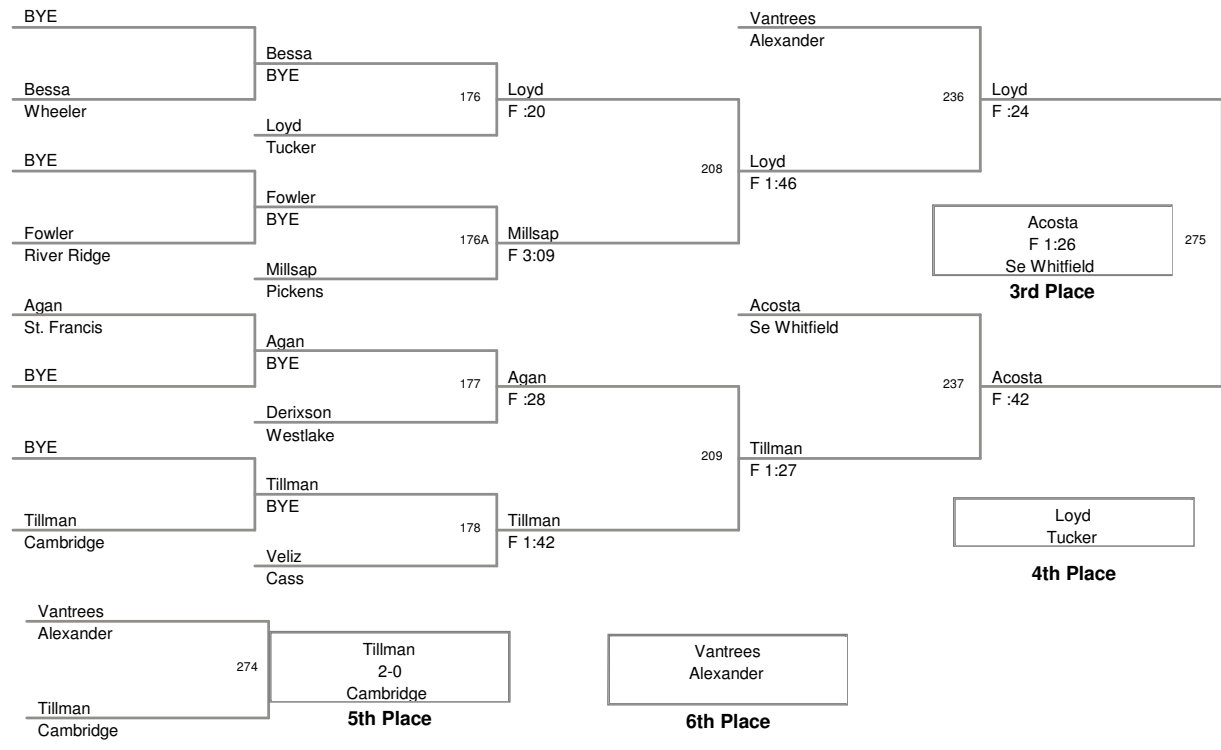 BYE
Bessa
Wheeler
BYE
Fowler
River Ridge
Agan
St. Francis
BYE
BYE
Tillman
Cambridge
Bessa
BYE
176
Loyd
Tucker
Fowler
BYE
176A
Millsap
Pickens
Agan
BYE
177
Derixson
Westlake
Tillman
BYE
178
Veliz
Cass
Loyd
F :20
208
Millsap
F 3:09
Agan
F :28
209
Tillman
F 1:42
Vantrees
Alexander
236
Loyd
F 1:46
Acosta
Se Whitfield
237
Tillman
F 1:27
Loyd
F :24
Acosta
F 1:26
Se Whitfield
3rd Place
275
Acosta
F :42
Loyd
Tucker
4th Place
Vantrees
Alexander
274
Tillman
Cambridge
Tillman
2-0
Cambridge
5th Place
Vantrees
Alexander
6th Place